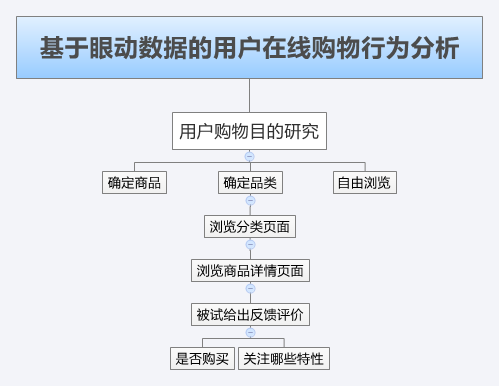 基于眼动数据的用户在线购物行为分析
用户购物目的研究
确定商品
确定品类
自由浏览
浏览分类页面
浏览商品详情页面
被试给出反馈评价
是否购买
关注哪些特性